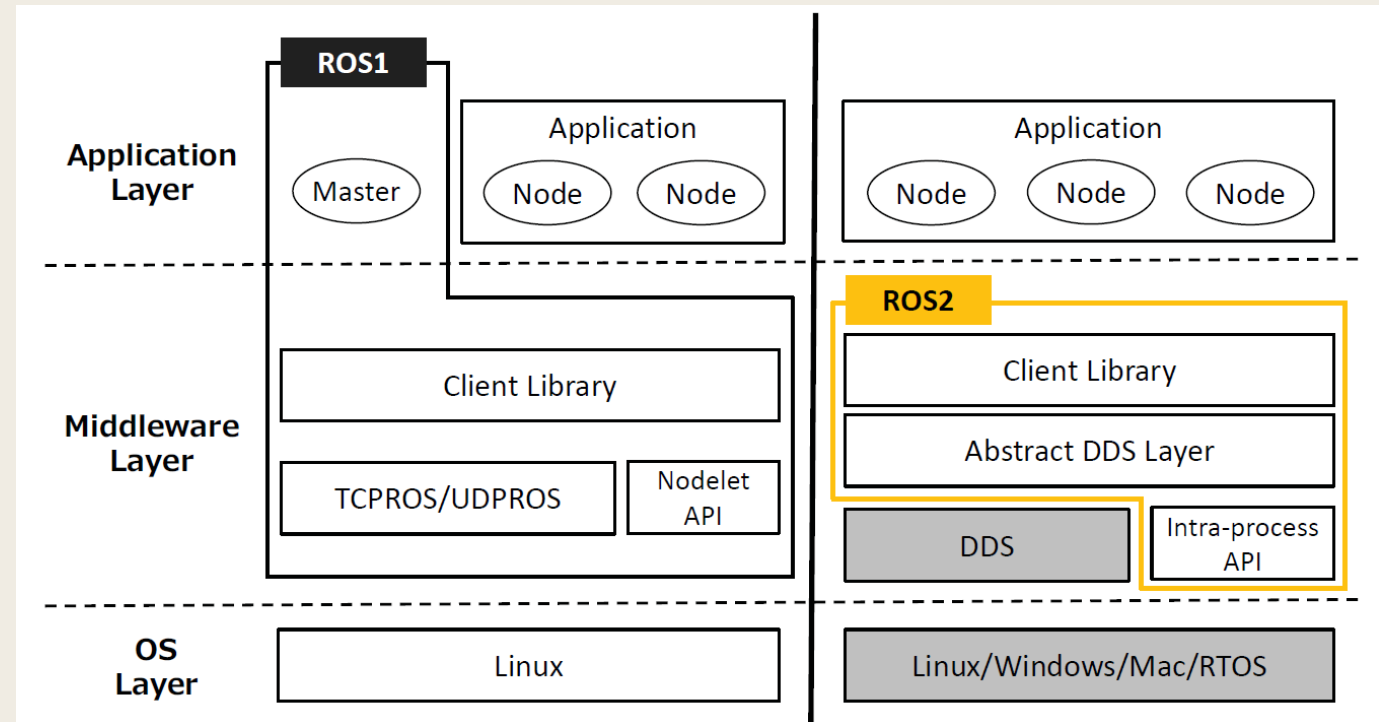 ROS1
Application
Layer
Master
Application
Node
Node
Application
Node
Node
Node
Middleware
Layer
Client Library
TCPROS/UDPROS
Nodelet
API
ROS2
Client Library
Abstract DDS Layer
DDS
Intra-process
API
OS
Layer
Linux
Linux/Windows/Mac/RTOS